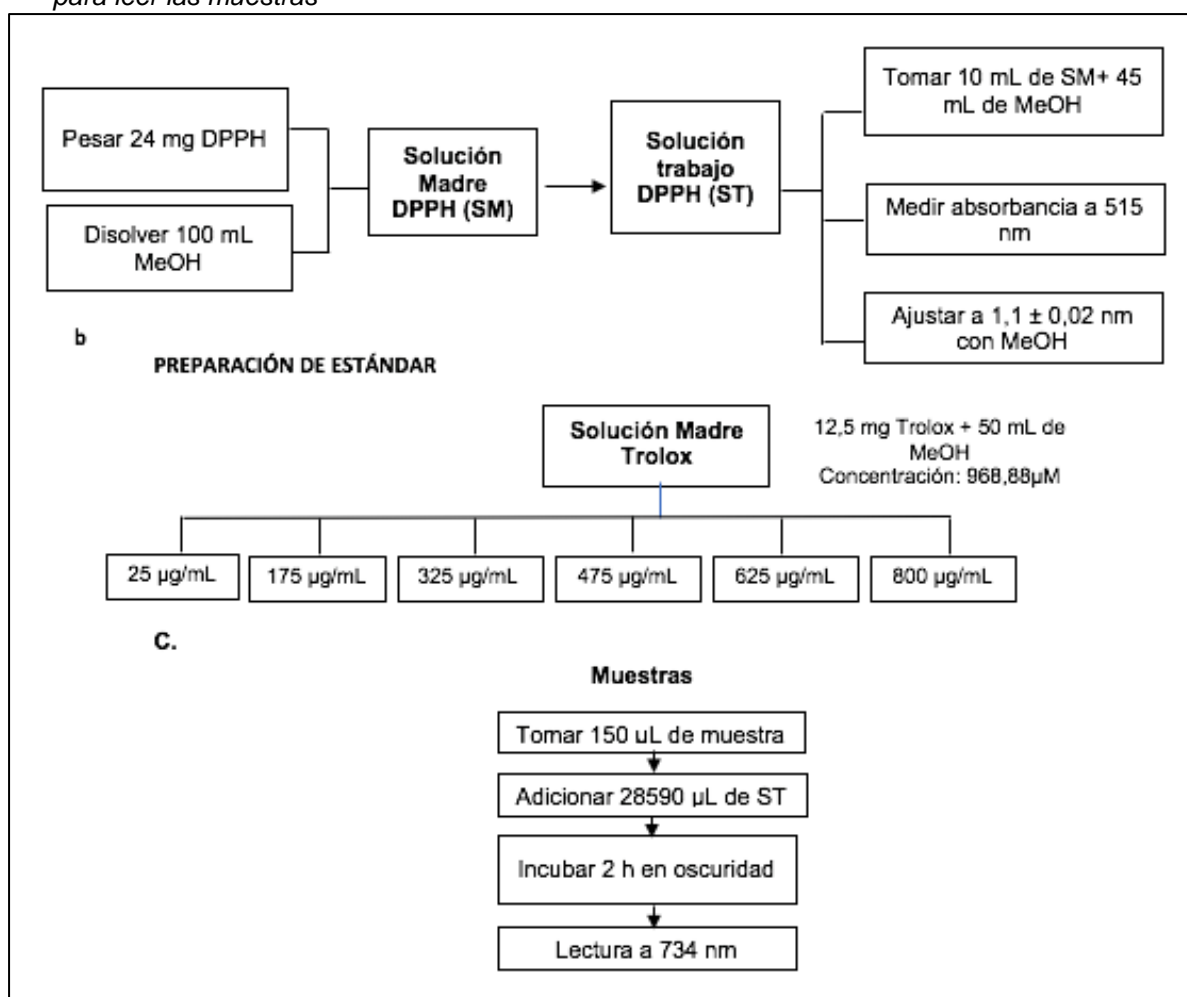 para leer las muestras
Pesar 24 mg DPPH
Disolver 100 mL
MeOH
Solución
Madre
DPPH (SM)
Solución
trabajo
DPPH (ST)
Tomar 10 mL de SM+ 45
mL de MeOH
Medir absorbancia a 515
nm
Ajustar a 1,1 ± 0,02 nm
con MeOH
b
PREPARACIÓN DE ESTÁNDAR
Solución Madre
Trolox
12,5 mg Trolox + 50 mL de
MeOH
Concentración: 968,88µM
25 µg/mL
175 µg/mL
325 µg/mL
475 µg/mL
625 µg/mL
800 µg/mL
C.
Muestras
Tomar 150 uL de muestra
Adicionar 28590 µL de ST
Incubar 2 h en oscuridad
Lectura a 734 nm